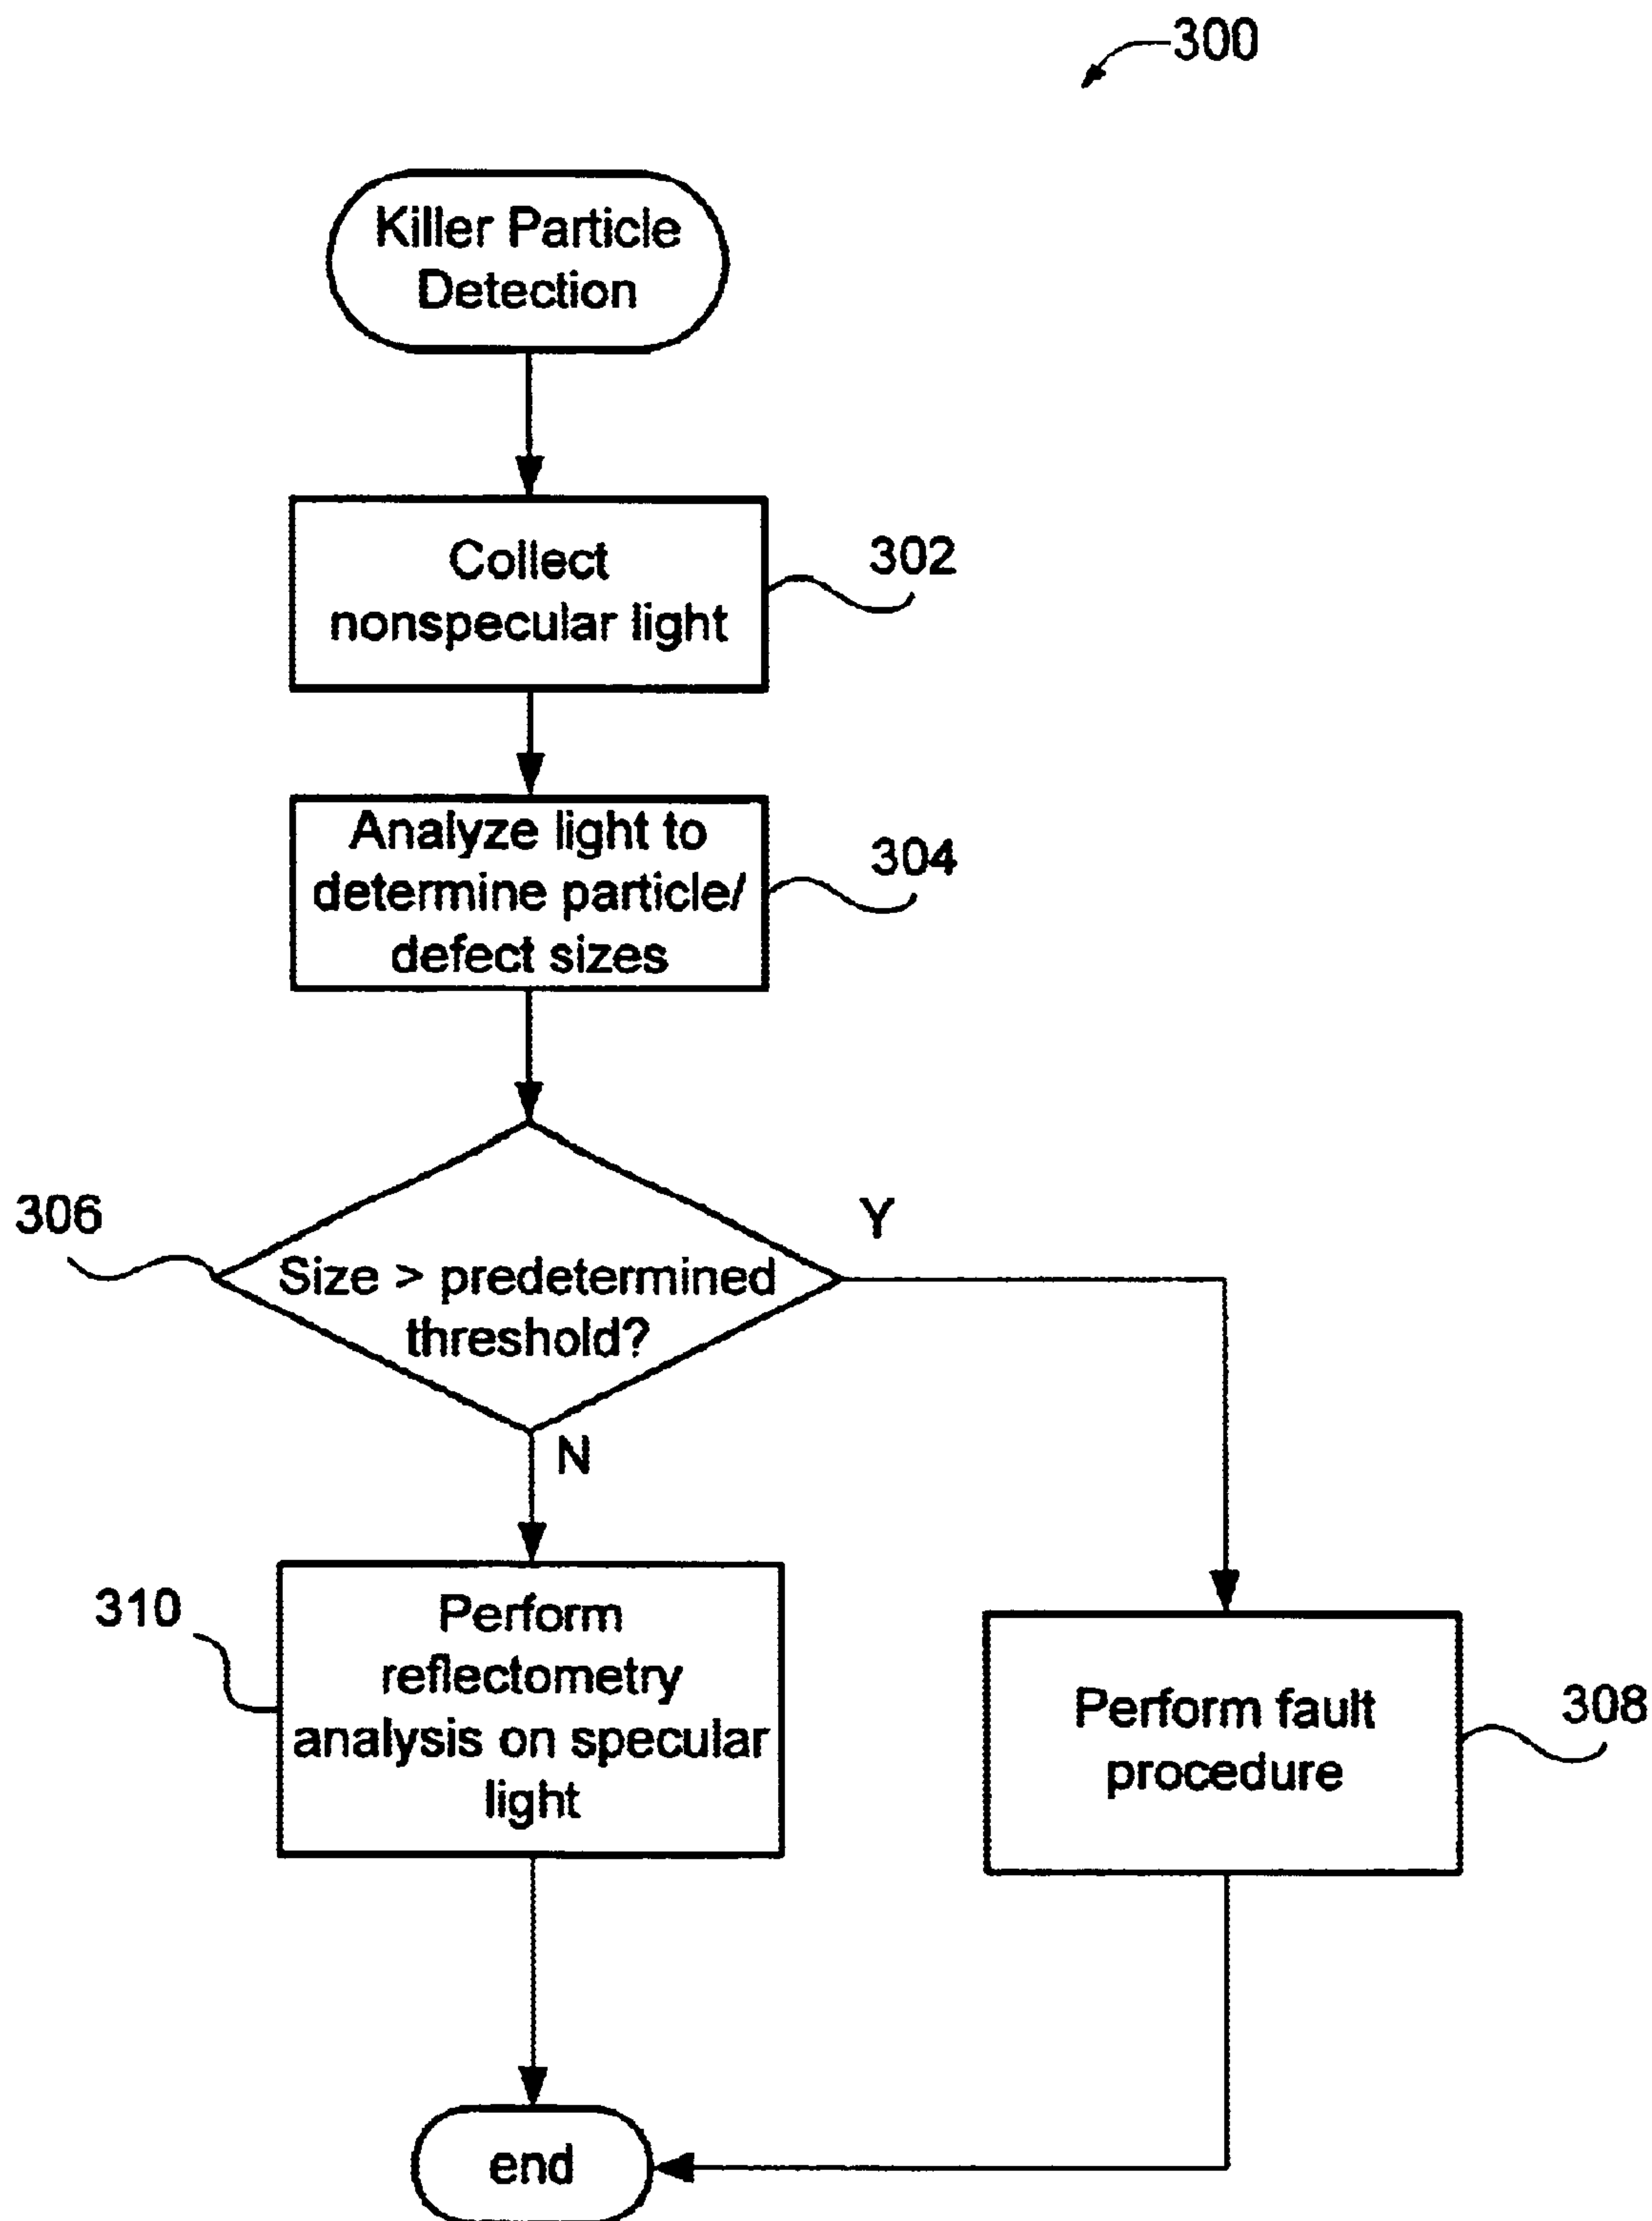 300
Killer Particle
Detection
Collect
nonspecular light
302
Analyze light to
determine particle/
defect sizes
304
306
Size > predetermined
threshold?
Y
N
310
Perform
reflectometry
analysis on specular
light
Perform fault
procedure
308
end